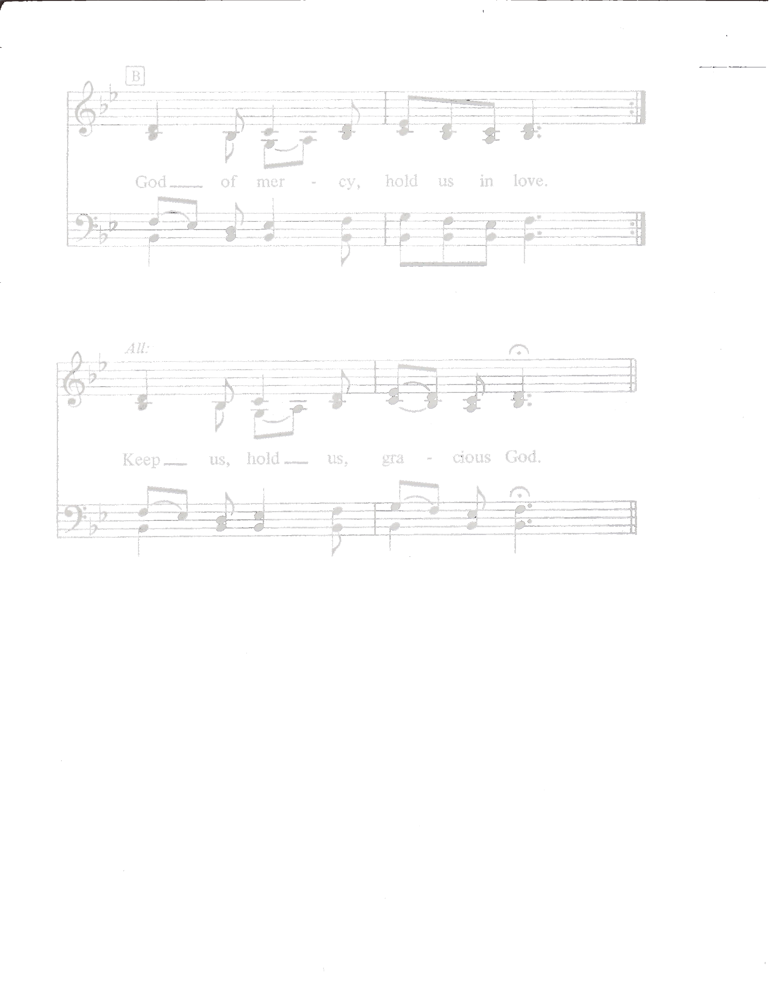 B
God___ of mer - cy, hold us in love.
All:
Keep___ us, hold___ us, gra - cious God.